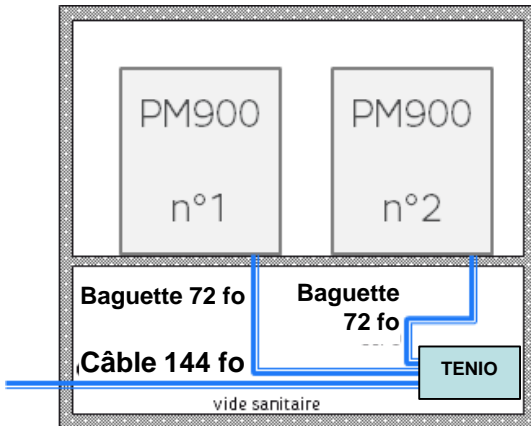 PM900
n°1
PM900
n°2
Baguette 72 fo
Baguette
72 fo
Câble 144 fo
TENIO
vide sanitaire